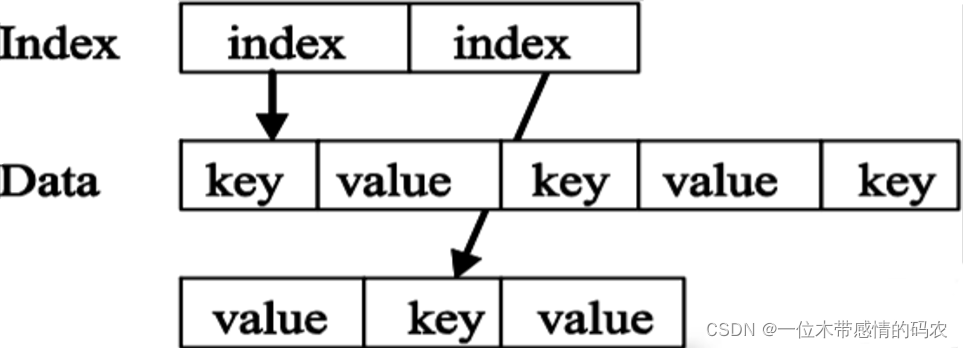 Index index index
Data key value key value key
value key value
CSDN @一位木带感情的码农